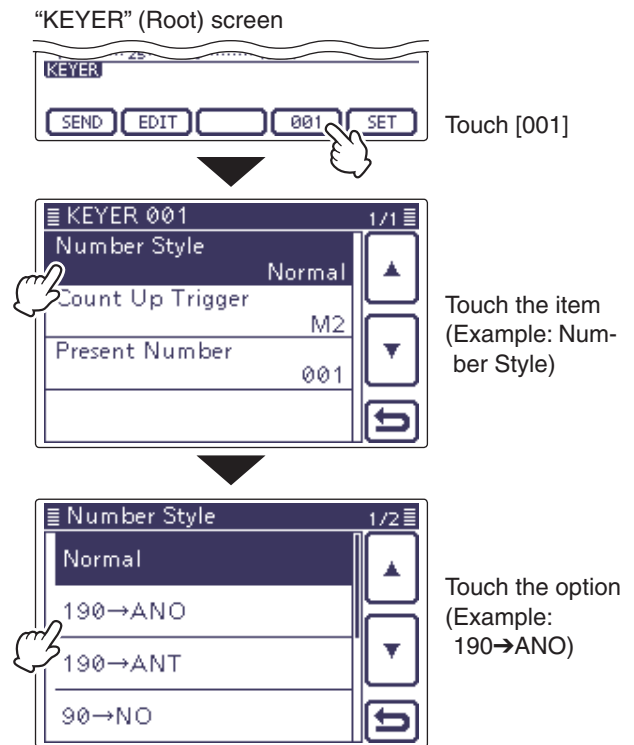 “KEYER” (Root) screen
KEYER
SEND EDIT 001 SET
Touch [001]
KEYER 001 1/1
Number Style
Normal
Count Up Trigger
M2
Present Number
001
Touch the item
(Example: Num-
ber Style)
Number Style 1/2
Normal
190→ANO
190→ANT
90→NO
Touch the option
(Example:
190➔ANO)